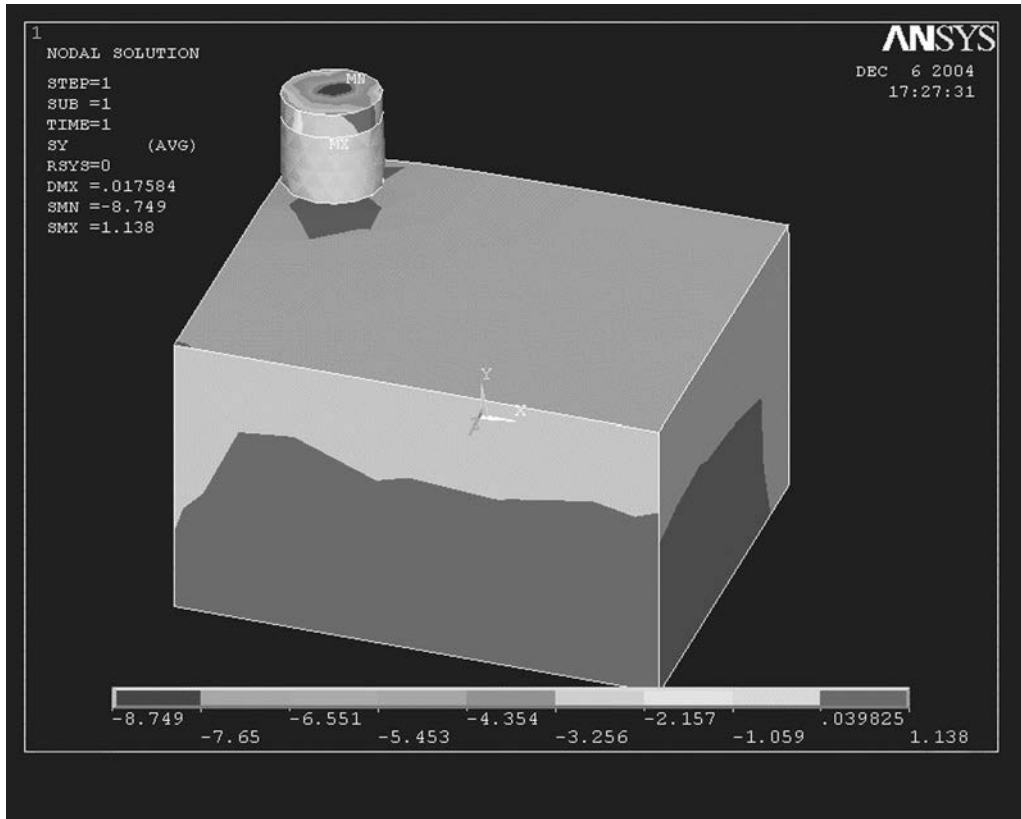 1
NODAL SOLUTION
STEP=1
SUB =1
TIME=1
SY (AVG)
RSYS=0
DMX =.017584
SMN =-8.749
SMX =1.138
ANSYS
DEC 6 2004
17:27:31
MN
MX
Y
X
Z
-8.749 -6.551 -4.354 -2.157 .039825
-7.65 -5.453 -3.256 -1.059 1.138